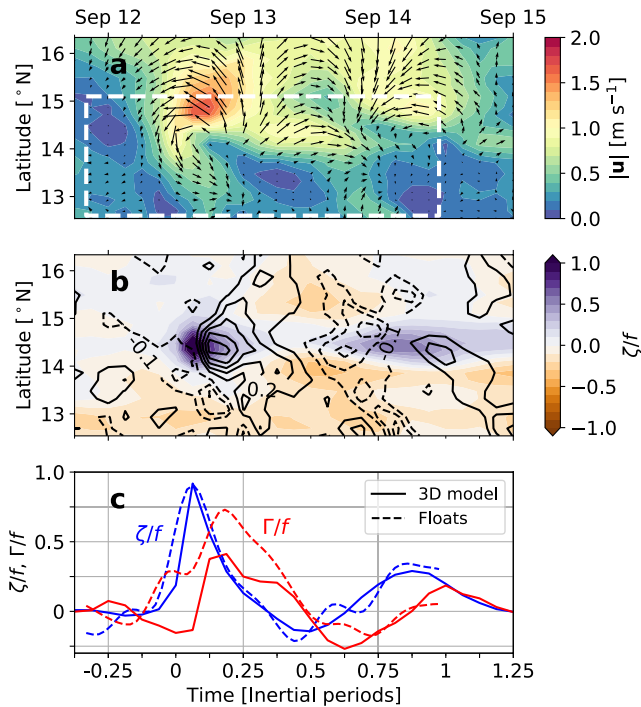 Sep 12 Sep 13 Sep 14 Sep 15
a
Latitude [°N]
16
15
14
13
2.0
1.5
1.0
0.5
0.0
|u| [m s⁻¹]
b
Latitude [°N]
16
15
14
13
-0.1
0.2
-0.1
1.0
0.5
0.0
−0.5
−1.0
ζ/f
c
ζ/f, Γ/f
1.0
0.5
0
ζ/f
Γ/f
3D model
Floats
-0.25 0 0.25 0.5 0.75 1 1.25
Time [Inertial periods]